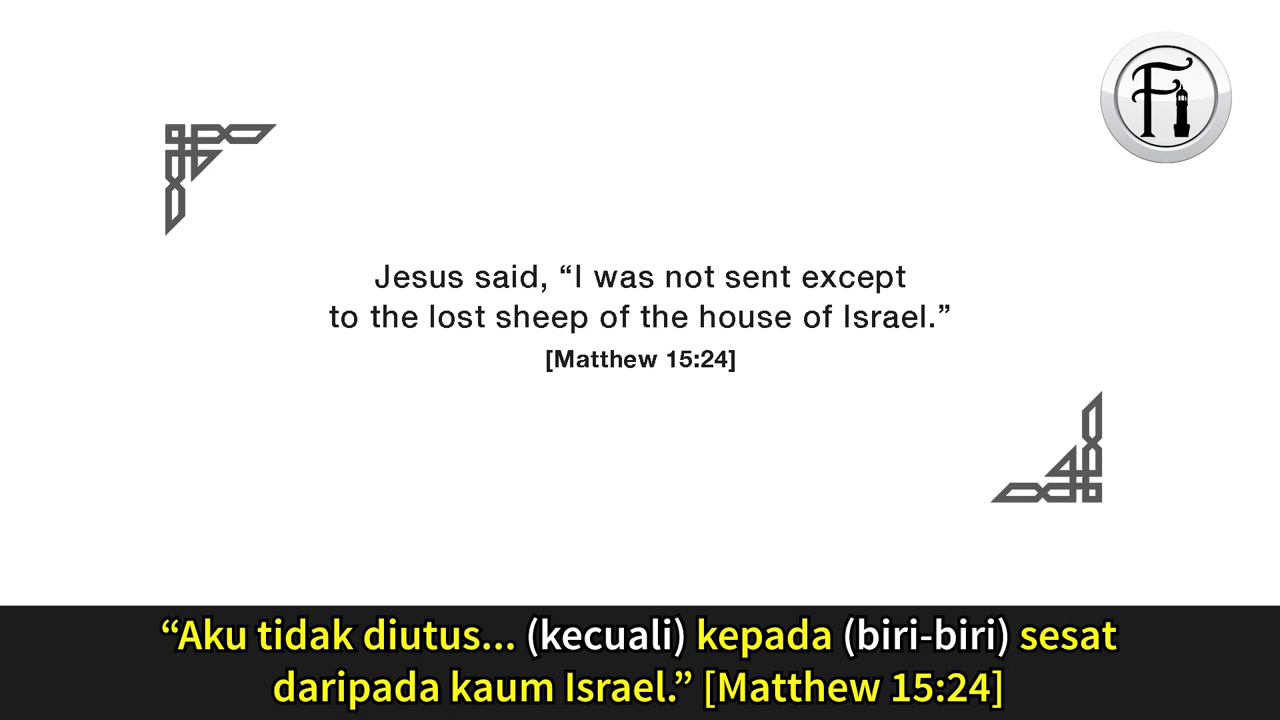 Fi
Jesus said, “I was not sent except
to the lost sheep of the house of Israel.”
[Matthew 15:24]
“Aku tidak diutus... (kecuali) kepada (biri-biri) sesat
daripada kaum Israel.” [Matthew 15:24]